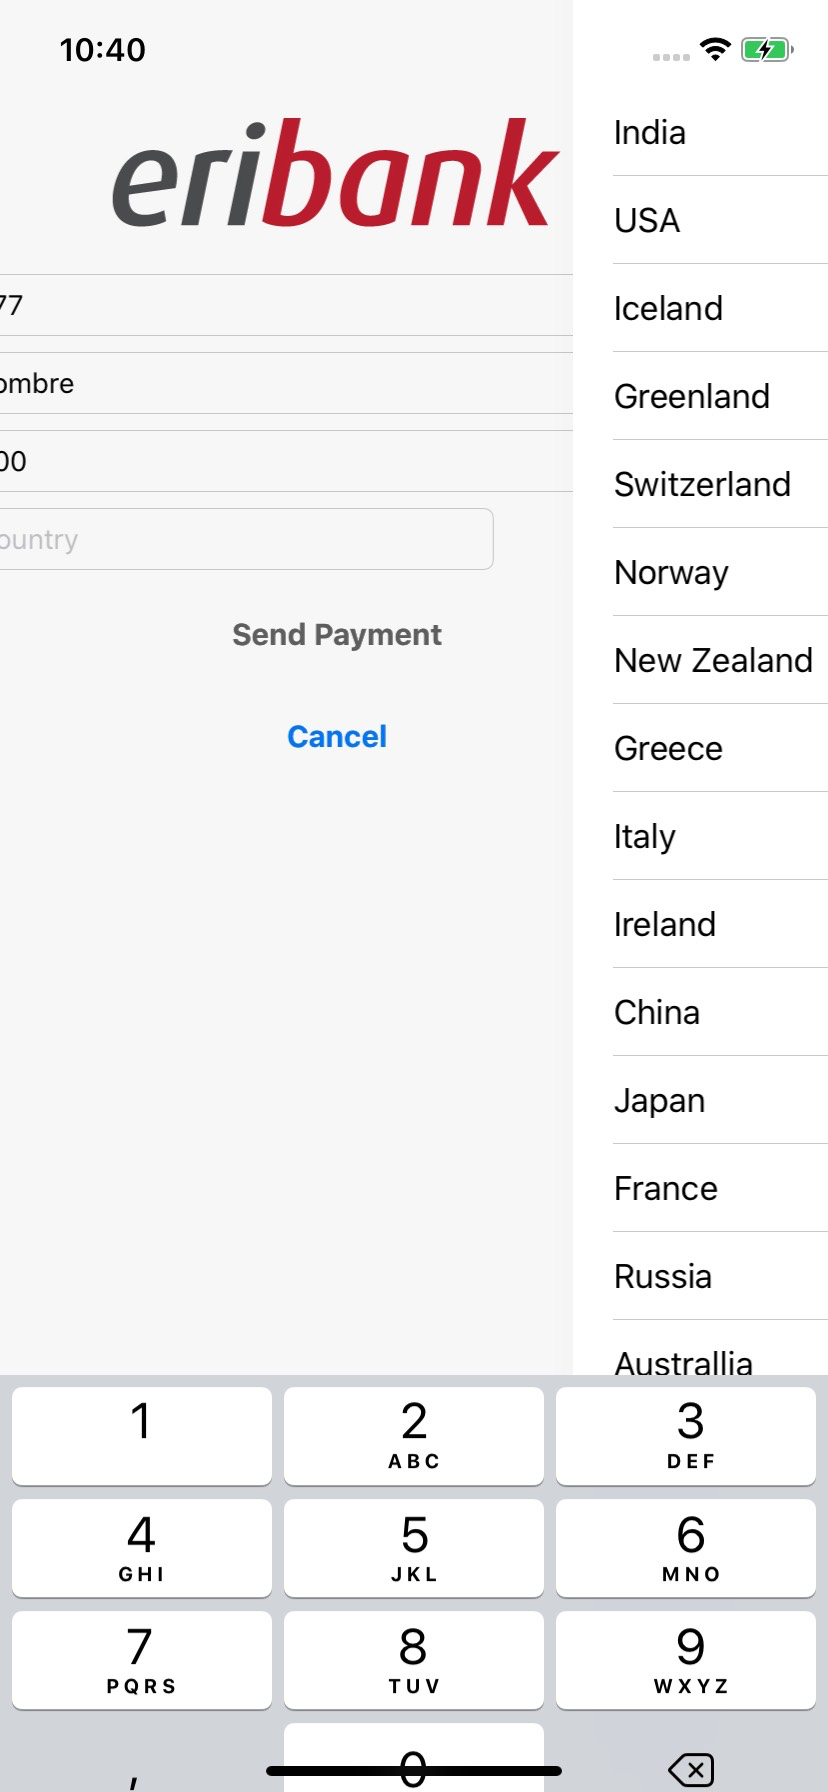 10:40
eribank
77
ombre
00
ountry
Send Payment
Cancel
India
USA
Iceland
Greenland
Switzerland
Norway
New Zealand
Greece
Italy
Ireland
China
Japan
France
Russia
Australlia
1
2
ABC
3
DEF
4
GHI
5
JKL
6
MNO
7
PQRS
8
TUV
9
WXYZ
,
0